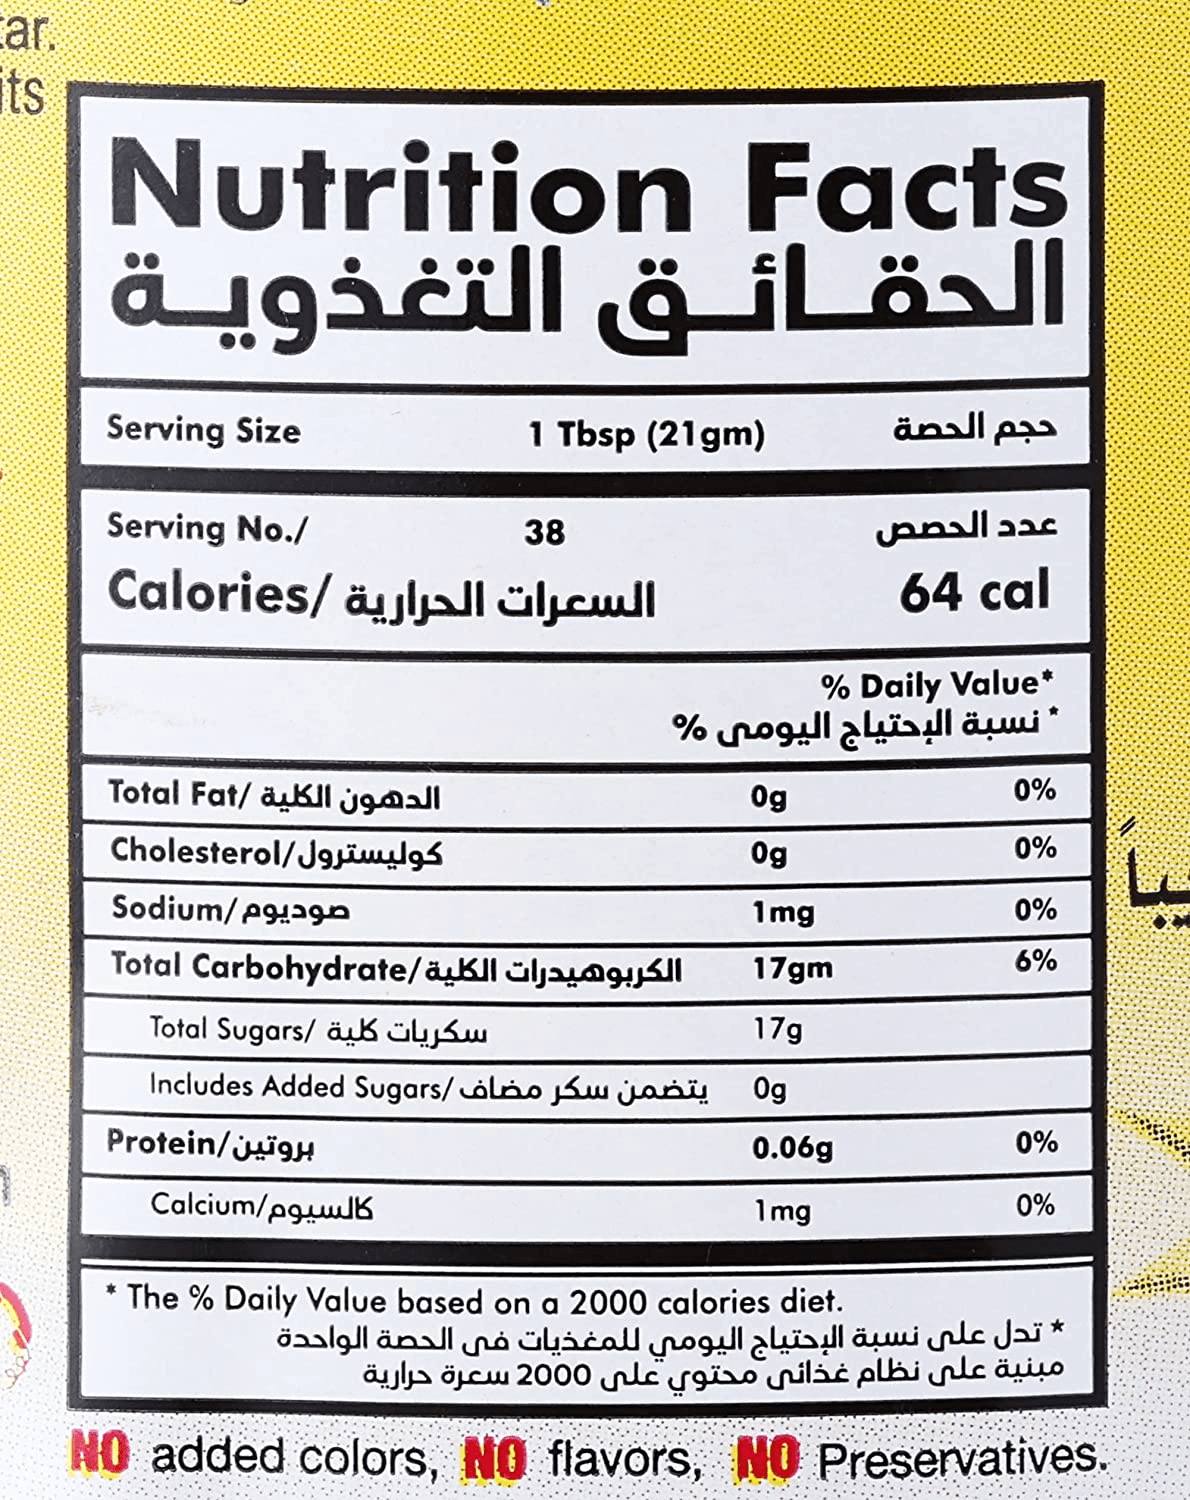 tar.
its
Nutrition Facts
الحقائق التغذوية
Serving Size 1 Tbsp (21gm) حجم الحصة
Serving No./ 38 عدد الحصص
Calories/ السعرات الحرارية 64 cal
% Daily Value*
* نسبة الإحتياج اليومي %
Total Fat/ الدهون الكلية 0g 0%
Cholesterol/كوليسترول 0g 0%
Sodium/صوديوم 1mg 0%
Total Carbohydrate/الكربوهيدرات الكلية 17gm 6%
Total Sugars/ سكريات كلية 17g
Includes Added Sugars/يتضمن سكر مضاف 0g
Protein/بروتين 0.06g 0%
Calcium/كالسيوم 1mg 0%
* The % Daily Value based on a 2000 calories diet.
* تدل على نسبة الإحتياج اليومي للمغذيات في الحصة الواحدة
مبنية على نظام غذائي محتوي على 2000 سعرة حرارية
NO added colors, NO flavors, NO Preservatives.